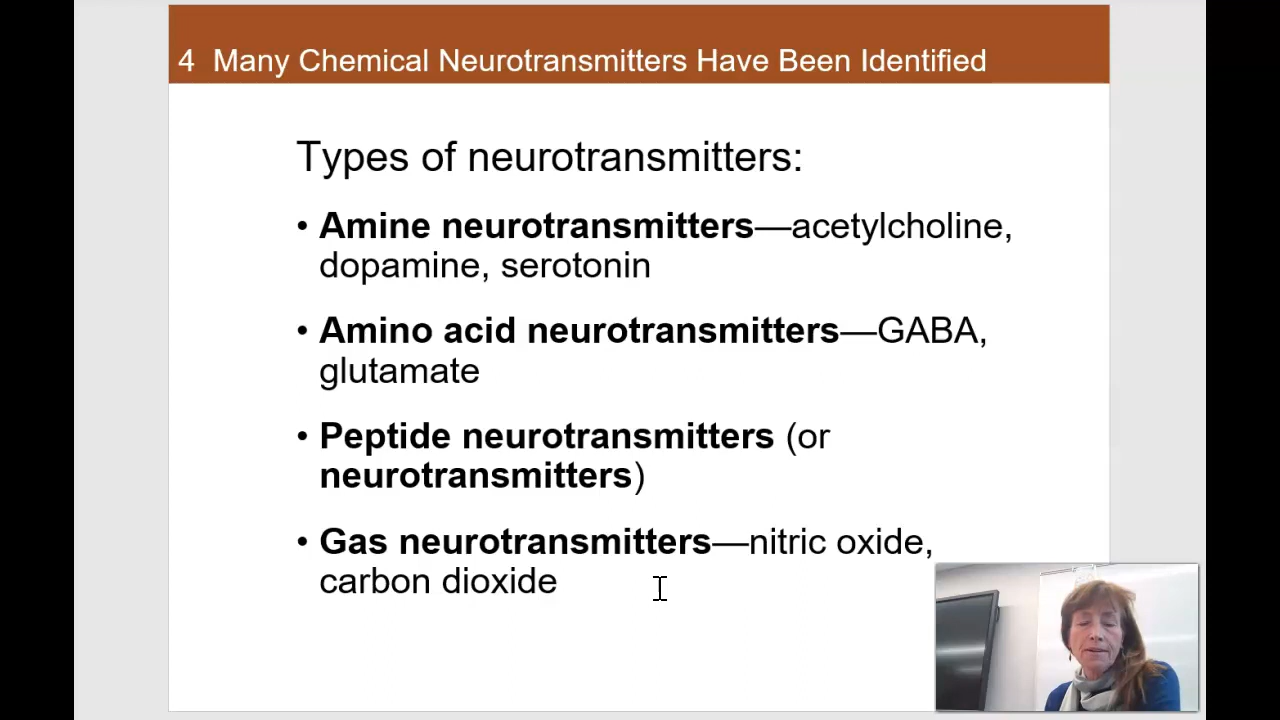 4 Many Chemical Neurotransmitters Have Been Identified
Types of neurotransmitters:
• Amine neurotransmitters—acetylcholine,
dopamine, serotonin
• Amino acid neurotransmitters—GABA,
glutamate
• Peptide neurotransmitters (or
neurotransmitters)
• Gas neurotransmitters—nitric oxide,
carbon dioxide